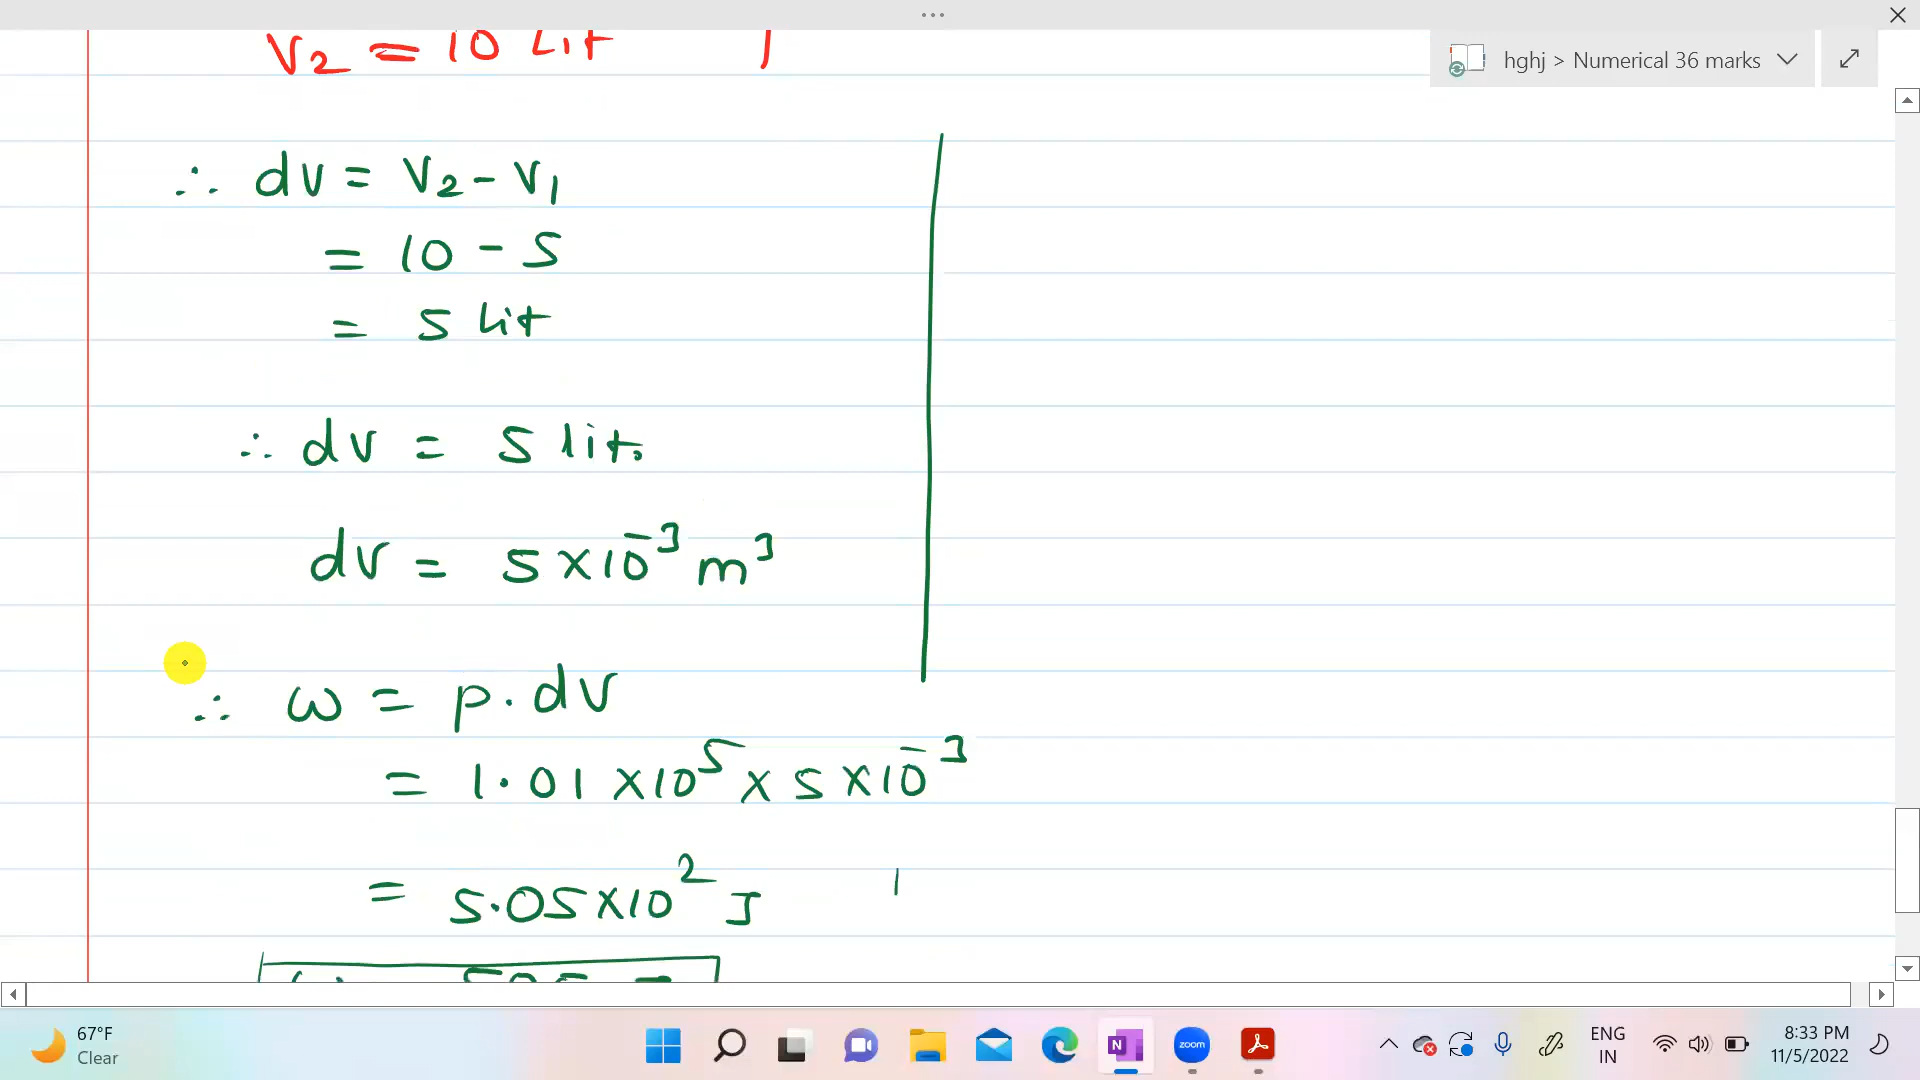 V₂ = 10 Lit
hghj > Numerical 36 marks
∴ dv = V₂ - V₁
= 10 - 5
= 5 lit
∴ dv = 5 lit.
dv = 5 × 10⁻³ m³
∴ ω = p . dv
= 1.01 × 10⁵ × 5 × 10⁻³
= 5.05 × 10² J
67°F
Clear
zoom
ENG
IN
8:33 PM
11/5/2022